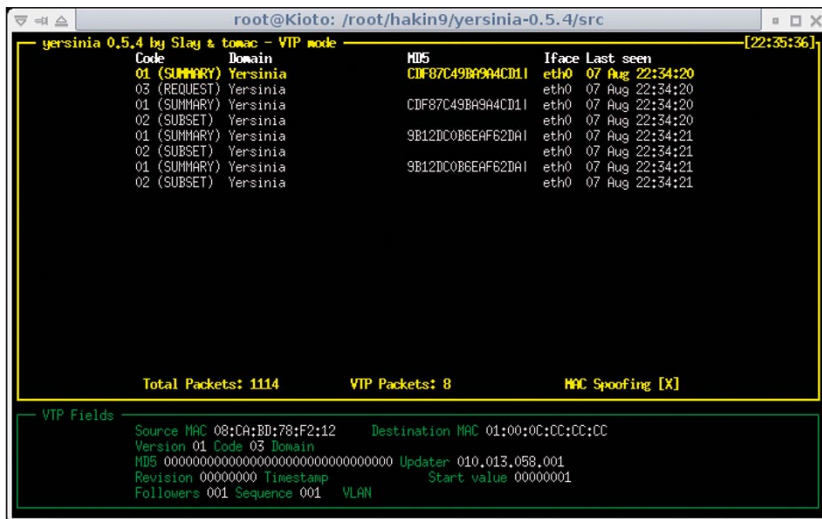 root@Kioto: /root/hakin9/yersinia-0.5.4/src
yersinia 0.5.4 by Slay & tomac - VTP mode [22:35:36]
Code Domain MD5 Iface Last seen
01 (SUMMARY) Yersinia CDF87C49BA9A4CD1| eth0 07 Aug 22:34:20
03 (REQUEST) Yersinia eth0 07 Aug 22:34:20
01 (SUMMARY) Yersinia CDF87C49BA9A4CD1| eth0 07 Aug 22:34:20
02 (SUBSET) Yersinia eth0 07 Aug 22:34:20
01 (SUMMARY) Yersinia 9B12DC0B6EAF62DA| eth0 07 Aug 22:34:21
02 (SUBSET) Yersinia eth0 07 Aug 22:34:21
01 (SUMMARY) Yersinia 9B12DC0B6EAF62DA| eth0 07 Aug 22:34:21
02 (SUBSET) Yersinia eth0 07 Aug 22:34:21
Total Packets: 1114 VTP Packets: 8 MAC Spoofing [X]
VTP Fields
Source MAC 08:CA:BD:78:F2:12 Destination MAC 01:00:0C:CC:CC:CC
Version 01 Code 03 Domain
MD5 00000000000000000000000000000000 Updater 010.013.058.001
Revision 00000000 Timestamp Start value 00000001
Followers 001 Sequence 001 VLAN